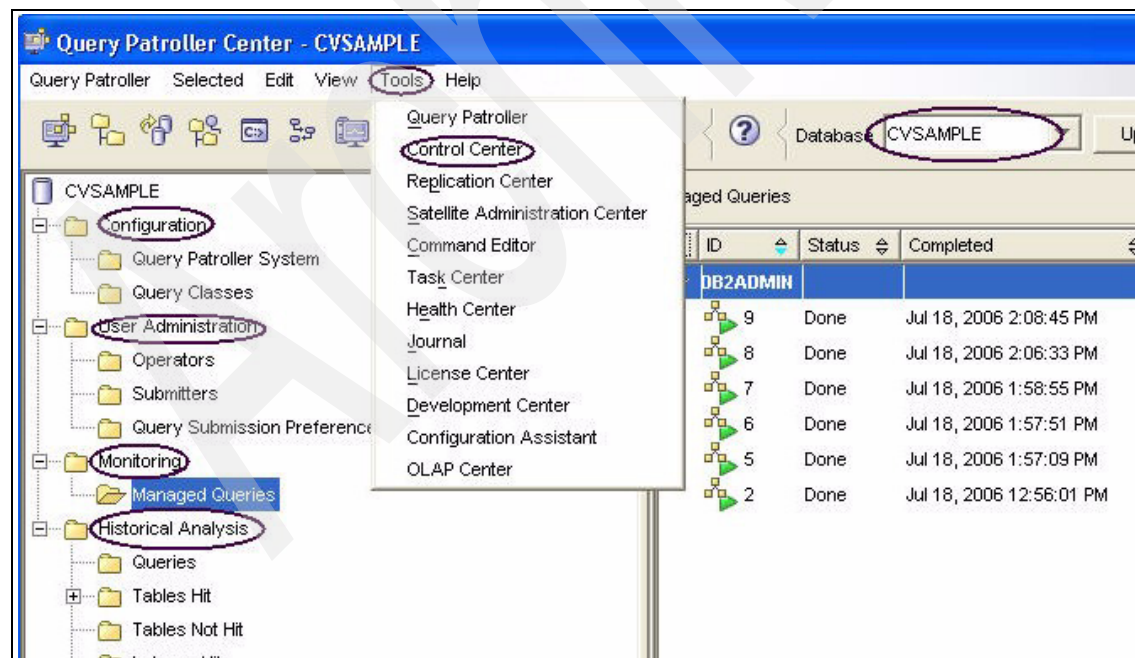 Query Patroller Center - CVSAMPLE
Query Patroller Selected Edit View Tools Help
Database CVSAMPLE
CVSAMPLE
Configuration
Query Patroller System
Query Classes
User Administration
Operators
Submitters
Query Submission Preference
Monitoring
Managed Queries
Historical Analysis
Queries
Tables Hit
Tables Not Hit
Query Patroller
Control Center
Replication Center
Satellite Administration Center
Command Editor
Task Center
Health Center
Journal
License Center
Development Center
Configuration Assistant
OLAP Center
aged Queries
ID Status Completed
DB2ADMIN
9 Done Jul 18, 2006 2:08:45 PM
8 Done Jul 18, 2006 2:06:33 PM
7 Done Jul 18, 2006 1:58:55 PM
6 Done Jul 18, 2006 1:57:51 PM
5 Done Jul 18, 2006 1:57:09 PM
2 Done Jul 18, 2006 12:56:01 PM